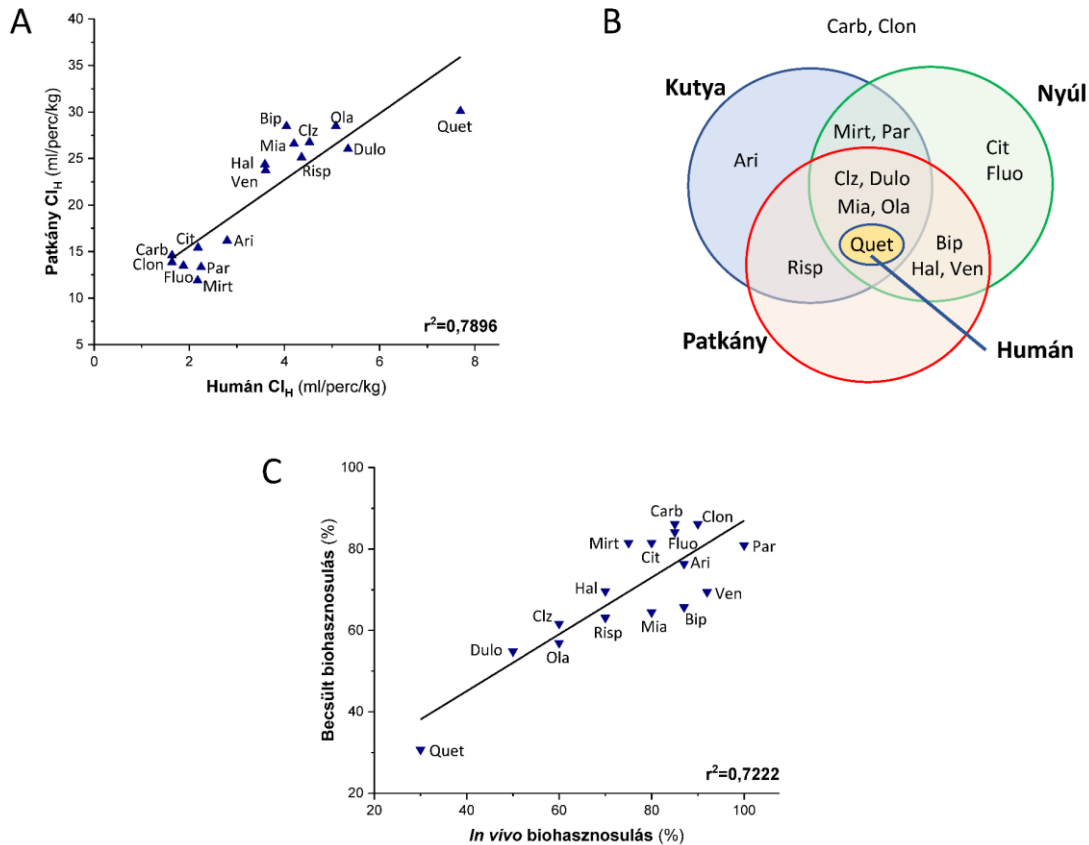 A
Patkány ClH (ml/perc/kg)
40
35
30
25
20
15
10
5
Bip
Ola
Clz
Quet
Mia
Dulo
Hal
Risp
Ven
Cit
Ari
Carb
Clon
Par
Fluo
Mirt
r²=0,7896
0
2
4
6
8
Humán ClH (ml/perc/kg)
B
Carb, Clon
Kutya
Nyúl
Mirt, Par
Ari
Cit
Fluo
Clz, Dulo
Mia, Ola
Quet
Bip
Hal, Ven
Risp
Patkány
Humán
C
Becsült biohasznosulás (%)
100
80
60
40
20
Carb
Clon
Mirt
Fluo
Cit
Par
Ari
Hal
Ven
Clz
Risp
Mia
Bip
Dulo
Ola
Quet
r²=0,7222
20
40
60
80
100
In vivo biohasznosulás (%)